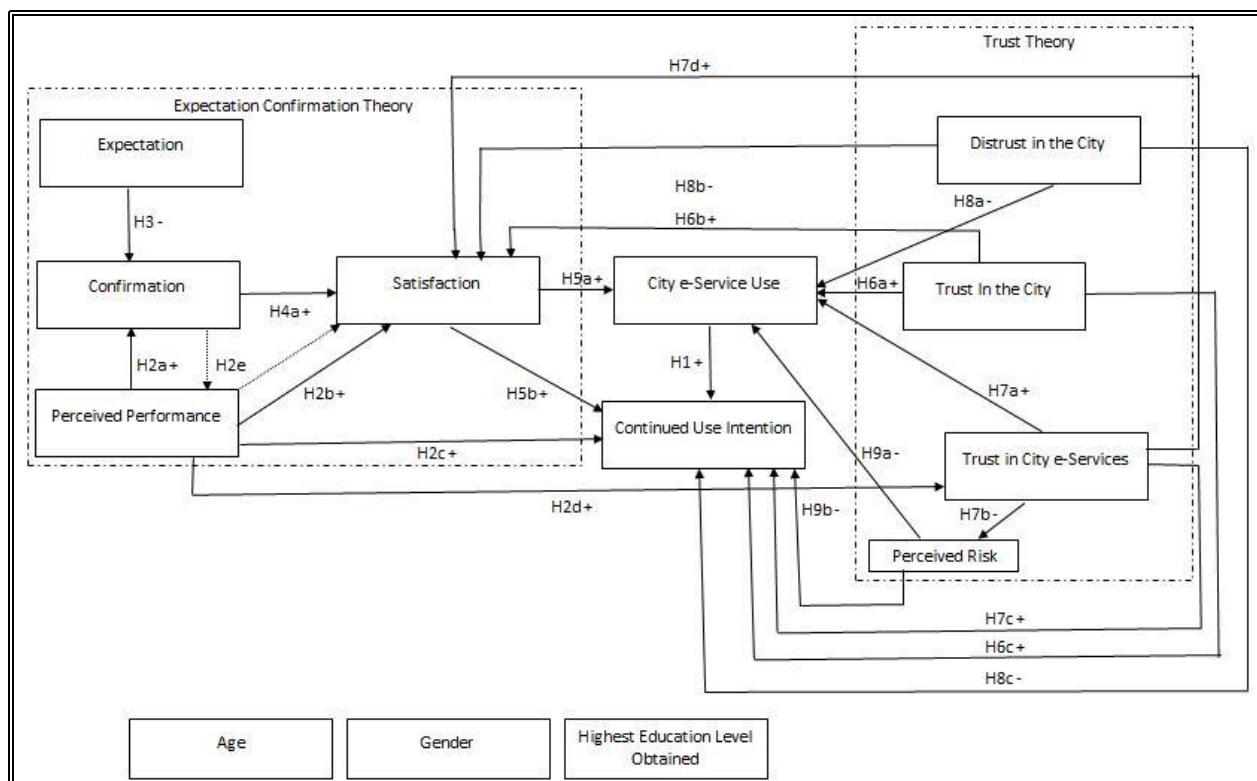 Trust Theory
H7d+
Expectation Confirmation Theory
Expectation
Distrust in the City
H8b-
H8a-
H3-
H6b+
Confirmation
Satisfaction
H5a+
City e-Service Use
H6a+
Trust In the City
H4a+
H2a+
H2e
H1+
H2b+
H5b+
H7a+
Perceived Performance
Continued Use Intention
H2c+
H9a-
Trust in City e-Services
H2d+
H9b-
H7b-
Perceived Risk
H7c+
H6c+
H8c-
Age
Gender
Highest Education Level
Obtained